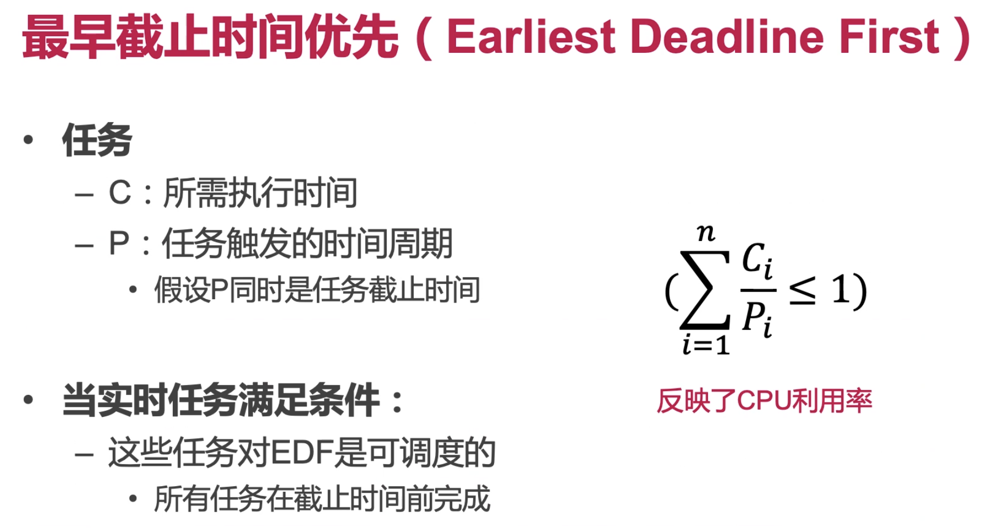 最早截止时间优先（Earliest Deadline First）
• 任务
– C：所需执行时间
– P：任务触发的时间周期
• 假设P同时是任务截止时间
(∑_{i=1}^{n} C_i/P_i ≤ 1)
反映了CPU利用率
• 当实时任务满足条件：
– 这些任务对EDF是可调度的
• 所有任务在截止时间前完成